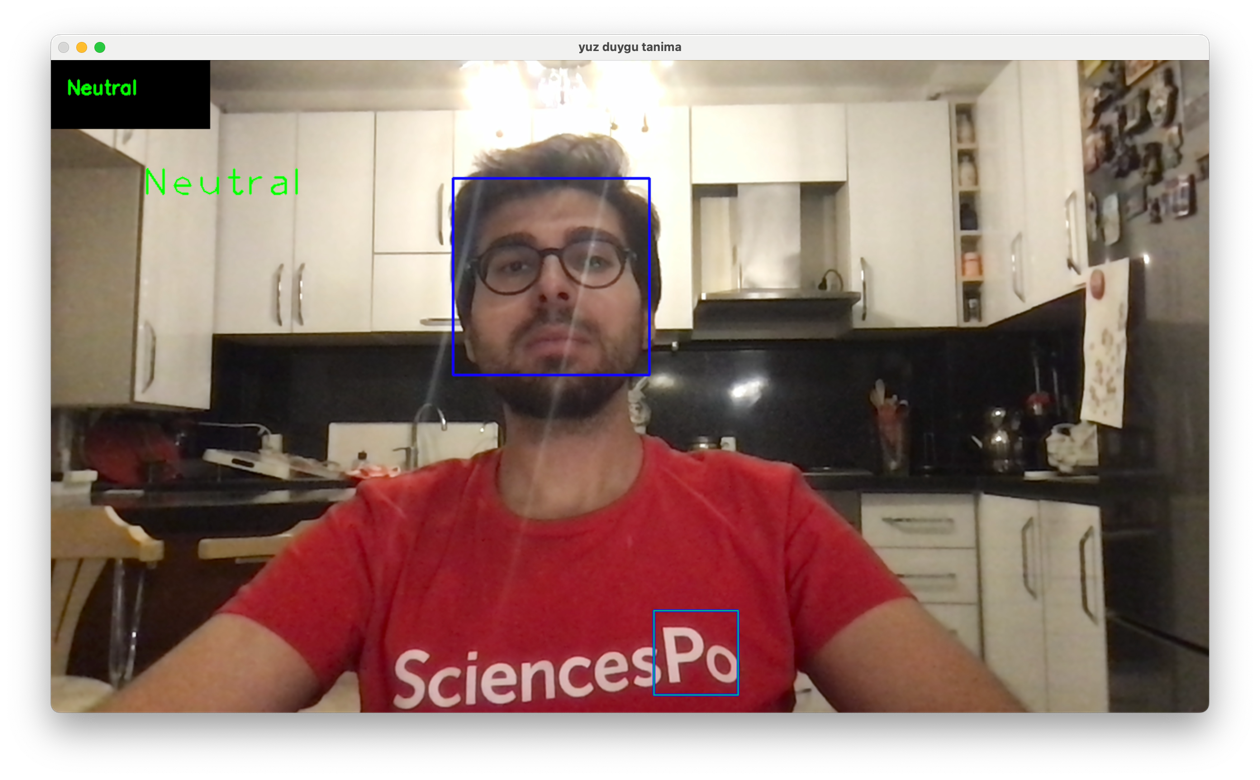 yuz duygu tanima
Neutral
Neutral
SciencesPo